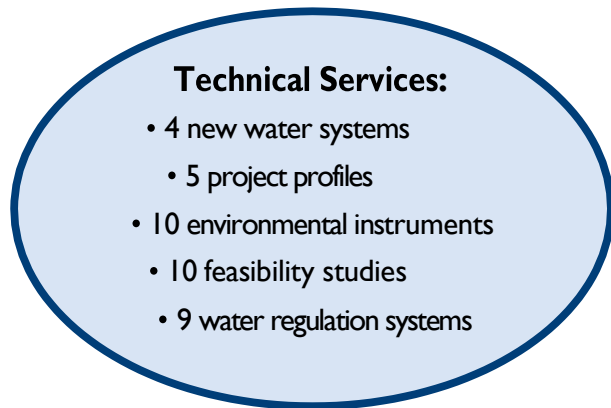 Technical Services:
• 4 new water systems
• 5 project profiles
• 10 environmental instruments
• 10 feasibility studies
• 9 water regulation systems